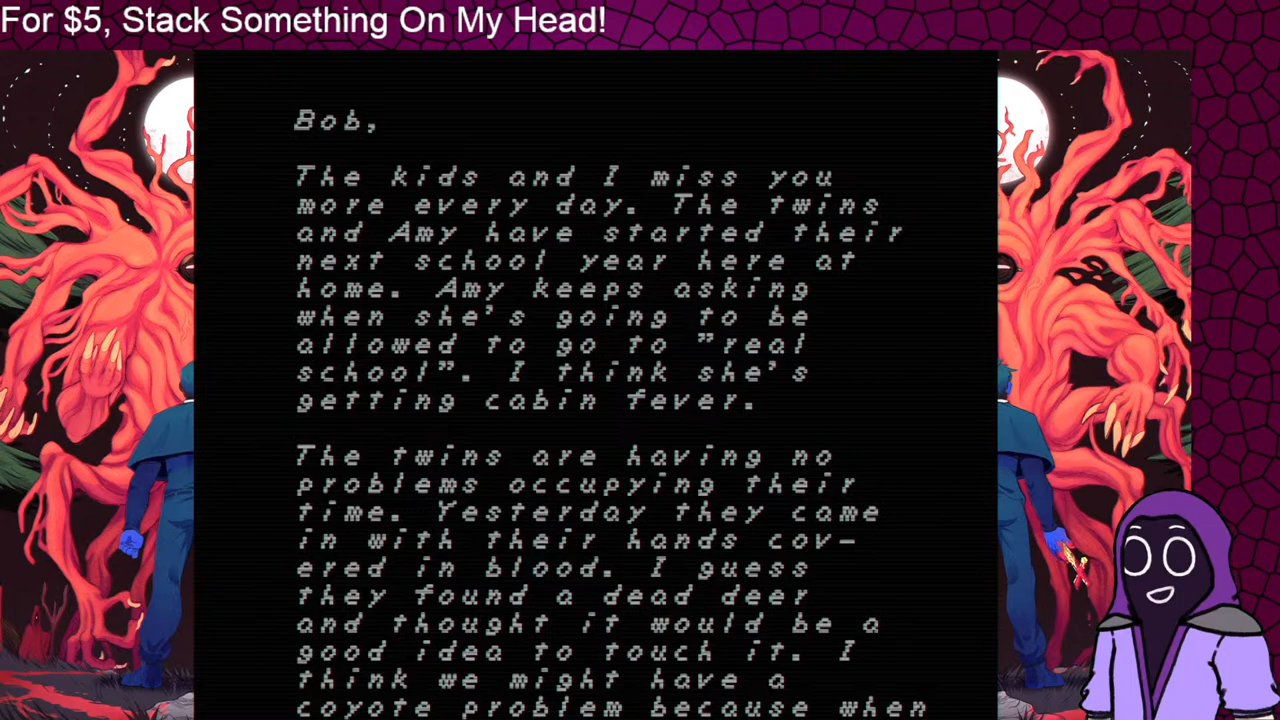 For $5, Stack Something On My Head!
Bob,
The kids and I miss you
more every day. The twins
and Amy have started their
next school year here at
home. Amy keeps asking
when she's going to be
allowed to go to "real
school". I think she's
getting cabin fever.
The twins are having no
problems occupying their
time. Yesterday they came
in with their hands cov-
ered in blood. I guess
they found a dead deer
and thought it would be a
good idea to touch it. I
think we might have a
coyote problem because when